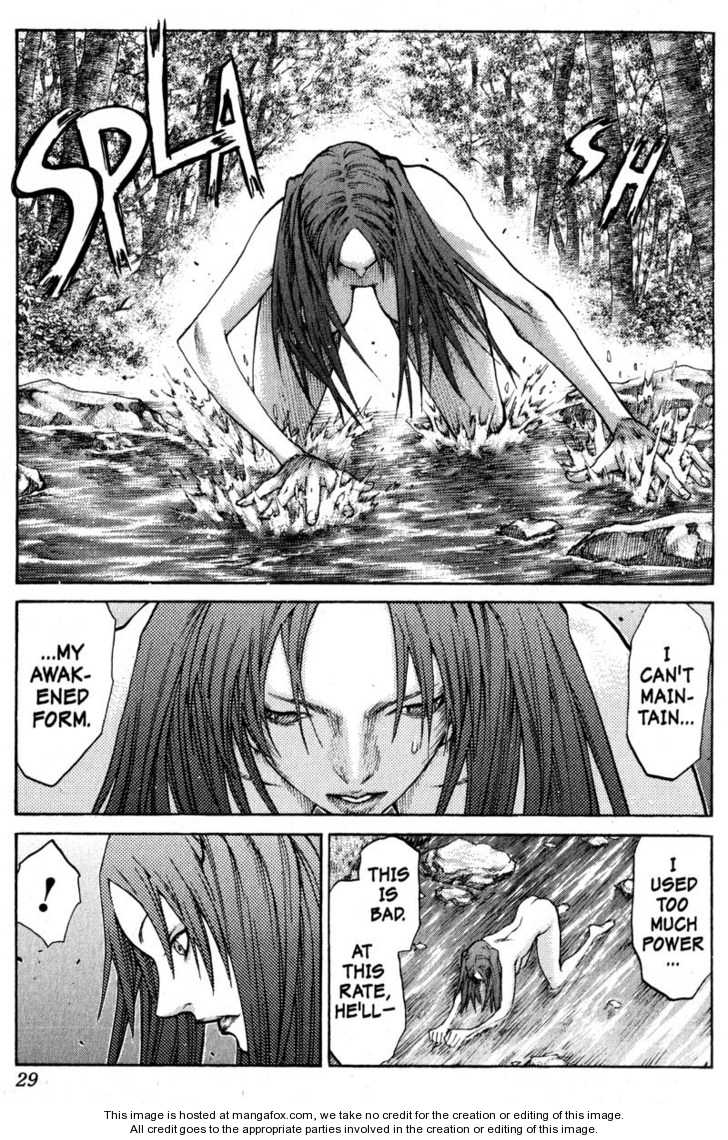 SPLA
SH
I
CAN'T
MAIN-
TAIN...
...MY
AWAK-
ENED
FORM.
I
USED
TOO
MUCH
POWER
...
THIS
IS
BAD.
AT
THIS
RATE,
HE'LL—
!
29
This image is hosted at mangafox.com, we take no credit for the creation or editing of this image.
All credit goes to the appropriate parties involved in the creation or editing of this image.